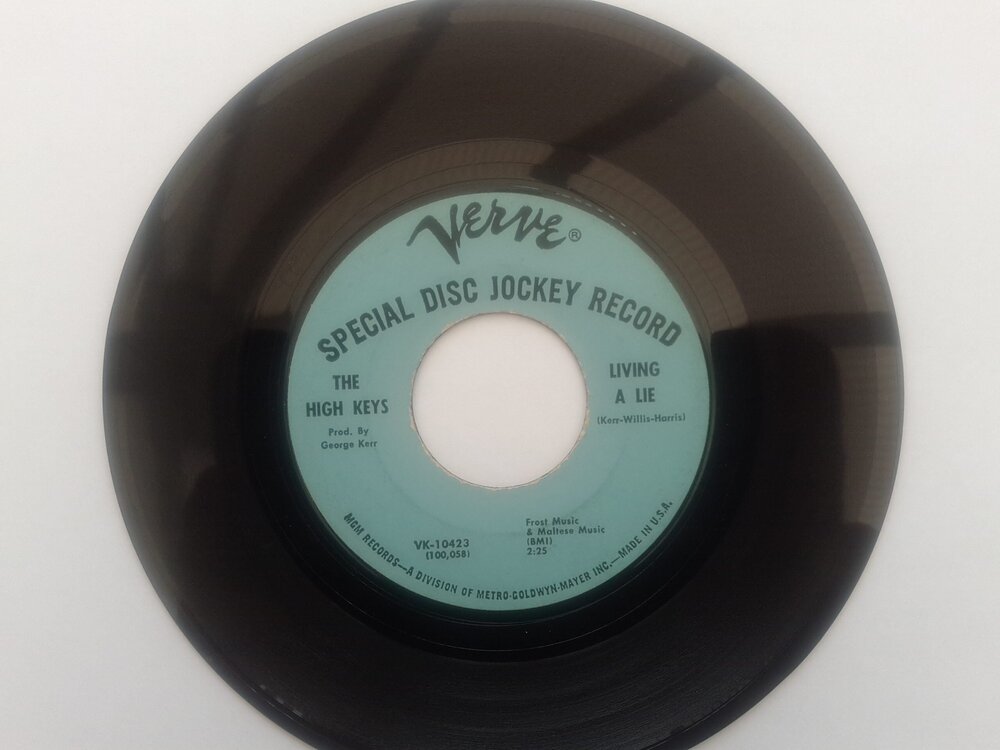 VERVE®
SPECIAL DISC JOCKEY RECORD
THE
HIGH KEYS
Prod. By
George Kerr
LIVING
A LIE
(Kerr-Willis-Harris)
VK-10423
(100,058)
Frost Music
& Maltese Music
(BMI)
2:25
MGM RECORDS—A DIVISION OF METRO-GOLDWYN-MAYER INC.—MADE IN U.S.A.